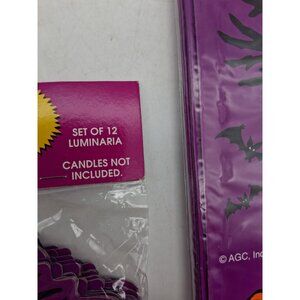 SET OF 12
LUMINARIA
CANDLES NOT
INCLUDED.
© AGC, Inc